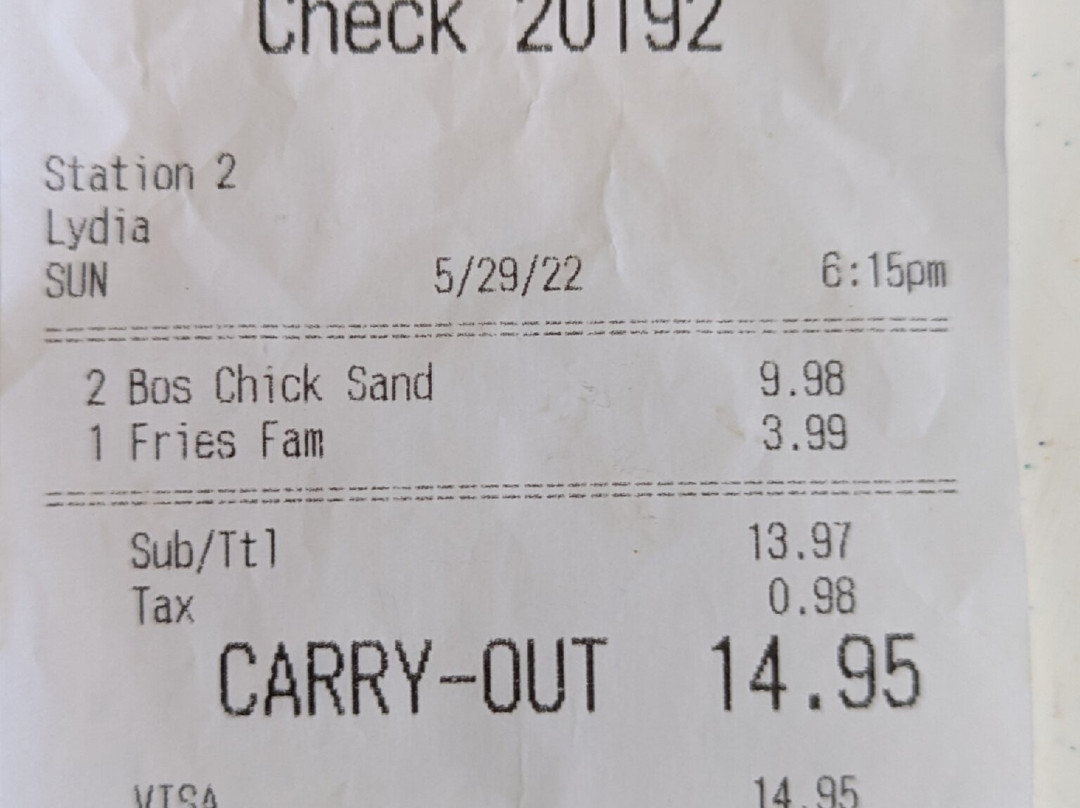 Check 20192
Station 2
Lydia
SUN 5/29/22 6:15pm
2 Bos Chick Sand 9.98
1 Fries Fam 3.99
Sub/Ttl 13.97
Tax 0.98
CARRY-OUT 14.95
VISA 14.95